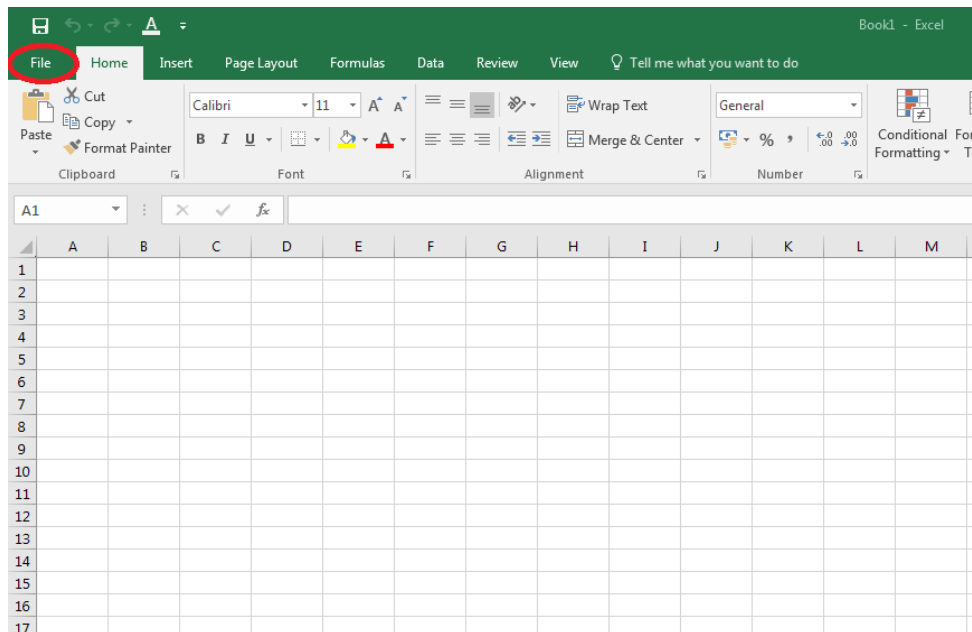 Book1 - Excel
File Home Insert Page Layout Formulas Data Review View Tell me what you want to do
Cut
Copy
Format Painter
Paste
Clipboard
Calibri 11
B I U
Font
Wrap Text
Merge & Center
Alignment
General
% ,
Number
Conditional
Formatting
A1
fx
A B C D E F G H I J K L M
1
2
3
4
5
6
7
8
9
10
11
12
13
14
15
16
17